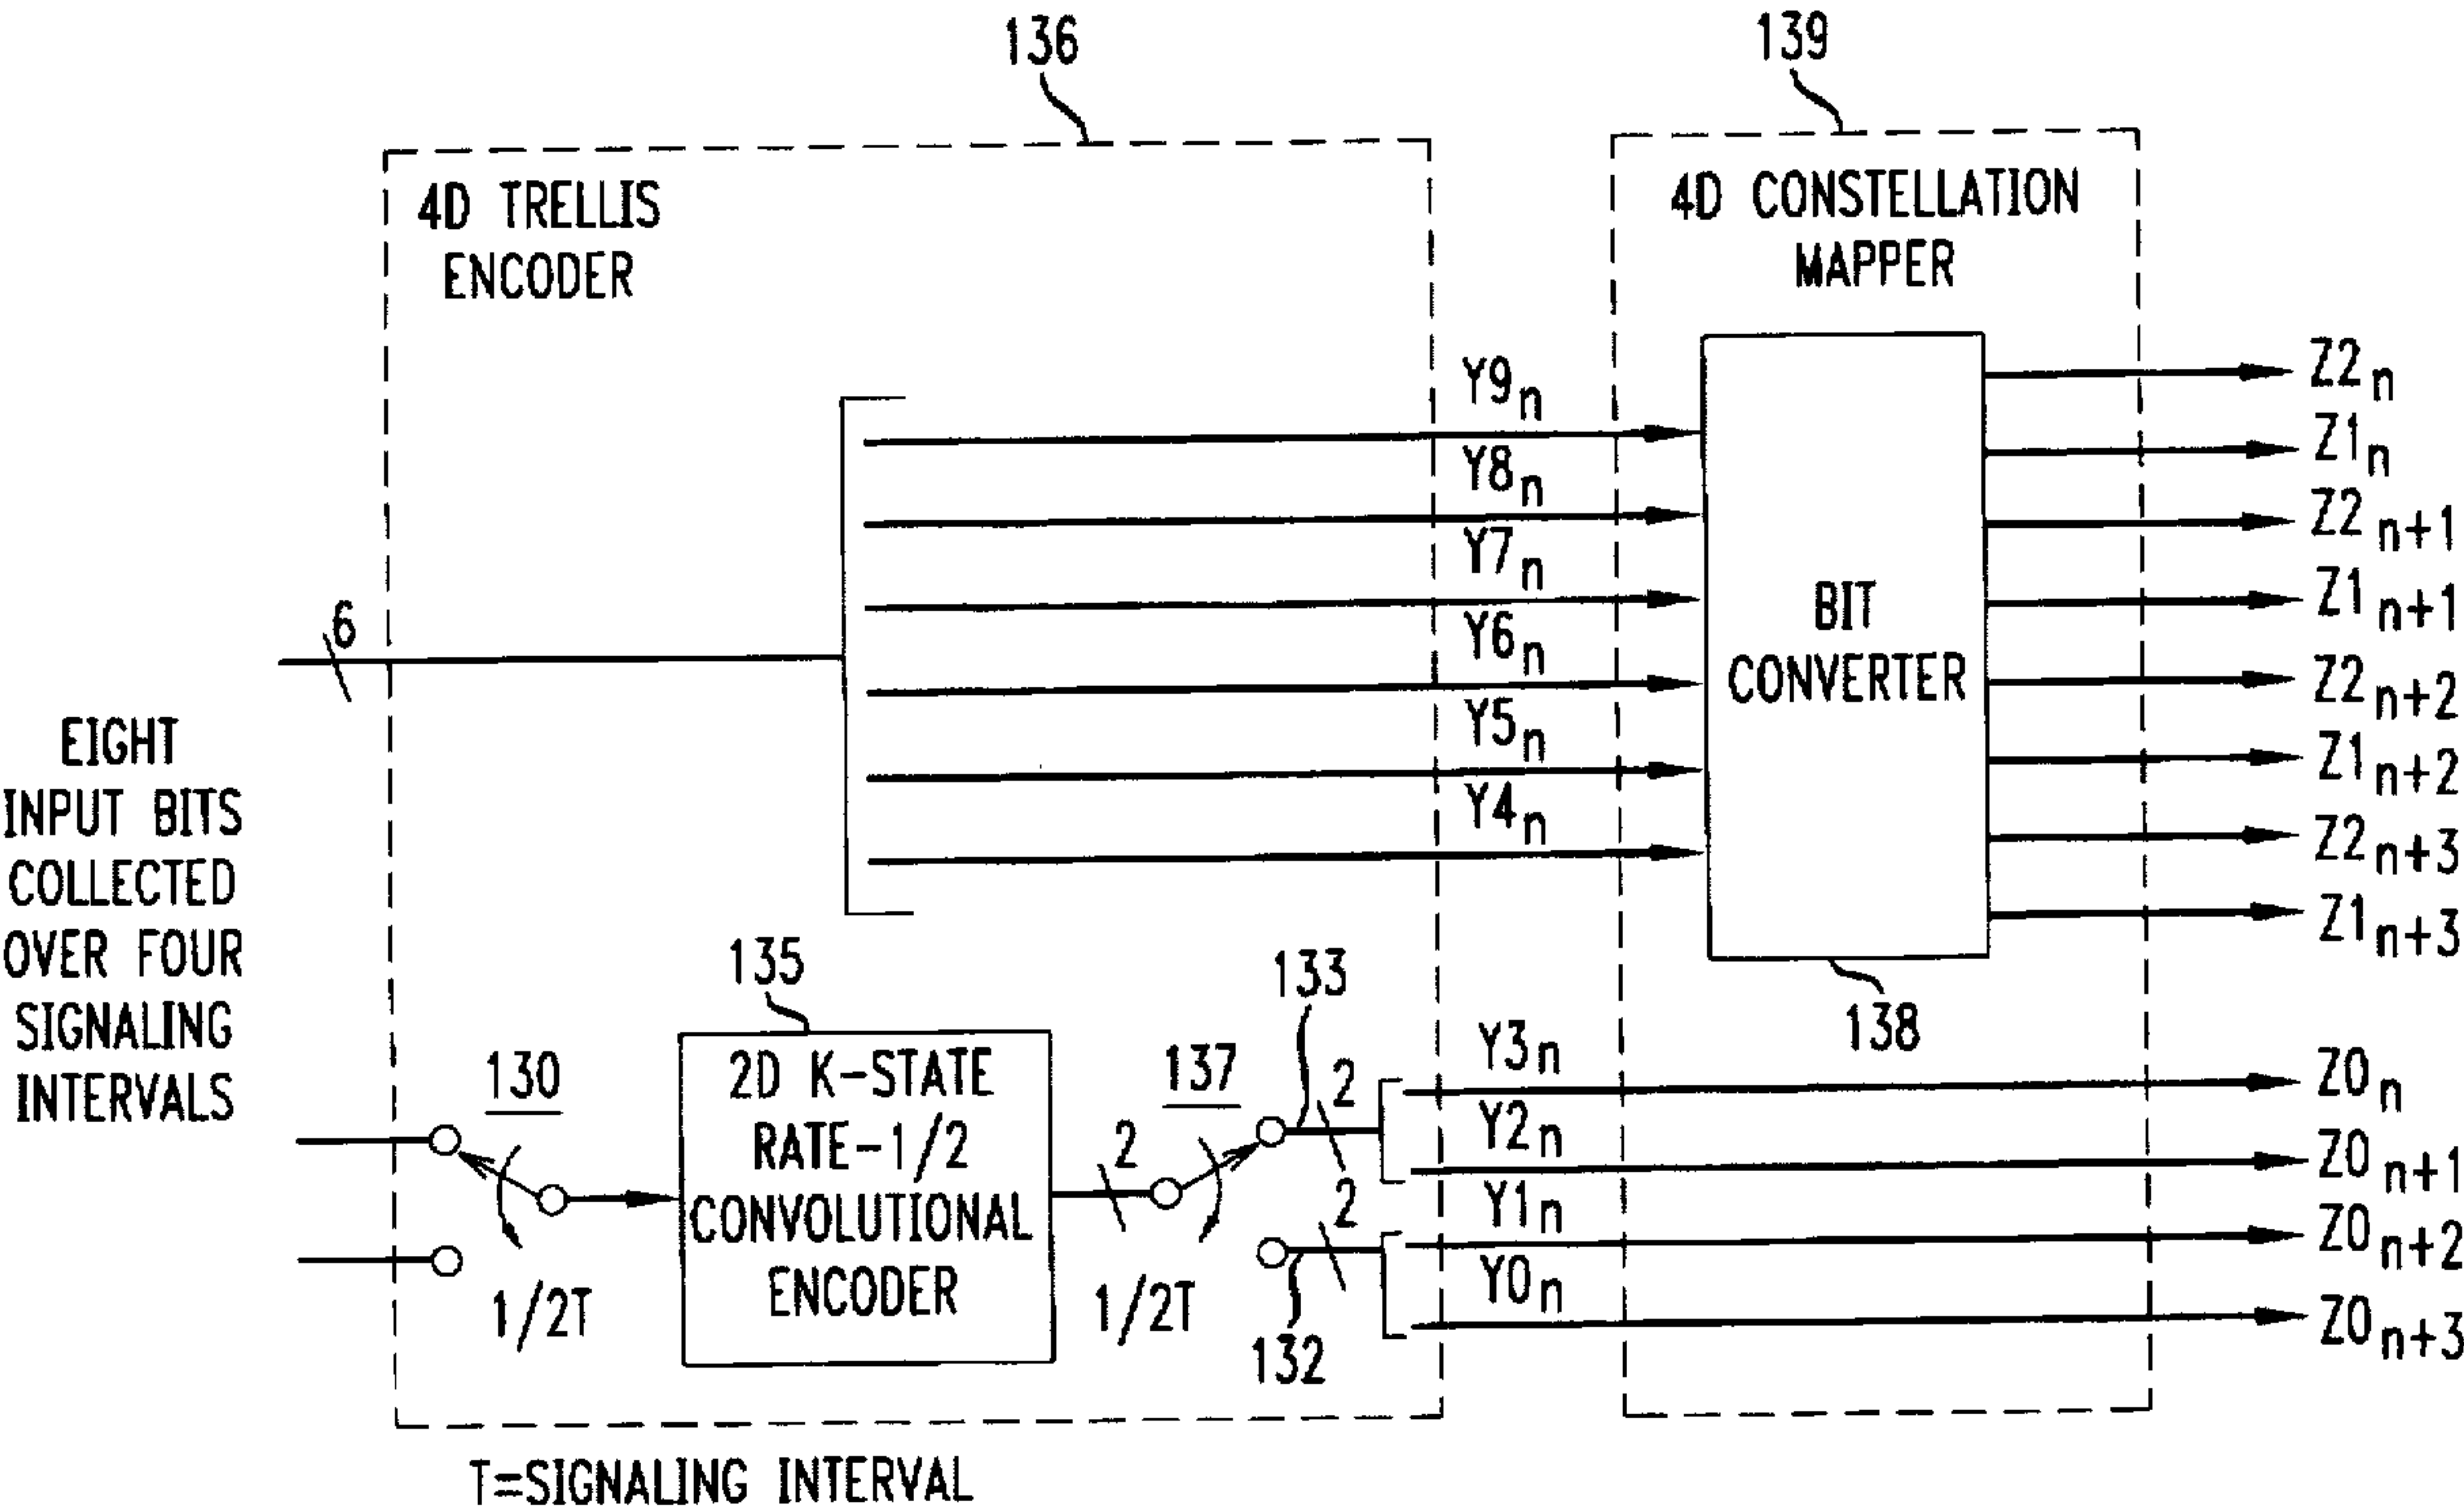 136
139
4D TRELLIS
ENCODER
4D CONSTELLATION
MAPPER
Y9n
Y8n
Y7n
Y6n
Y5n
Y4n
BIT
CONVERTER
138
Z2n
Z1n
Z2n+1
Z1n+1
Z2n+2
Z1n+2
Z2n+3
Z1n+3
6
EIGHT
INPUT BITS
COLLECTED
OVER FOUR
SIGNALING
INTERVALS
130
1/2T
135
2D K-STATE
RATE-1/2
CONVOLUTIONAL
ENCODER
2
137
1/2T
133
2
2
132
Y3n
Y2n
Y1n
Y0n
Z0n
Z0n+1
Z0n+2
Z0n+3
T=SIGNALING INTERVAL